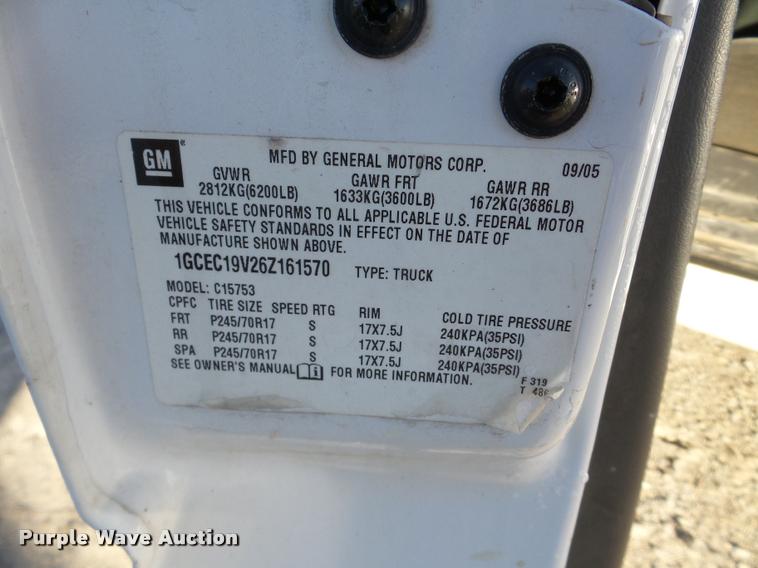 GM
MFD BY GENERAL MOTORS CORP. 09/05
GVWR GAWR FRT GAWR RR
2812KG(6200LB) 1633KG(3600LB) 1672KG(3686LB)
THIS VEHICLE CONFORMS TO ALL APPLICABLE U.S. FEDERAL MOTOR
VEHICLE SAFETY STANDARDS IN EFFECT ON THE DATE OF
MANUFACTURE SHOWN ABOVE.
1GCEC19V26Z161570 TYPE: TRUCK
MODEL: C15753
CPFC TIRE SIZE SPEED RTG RIM COLD TIRE PRESSURE
FRT P245/70R17 S 17X7.5J 240KPA(35PSI)
RR P245/70R17 S 17X7.5J 240KPA(35PSI)
SPA P245/70R17 S 17X7.5J 240KPA(35PSI)
SEE OWNER'S MANUAL FOR MORE INFORMATION.
F 319
T 486
Purple Wave Auction